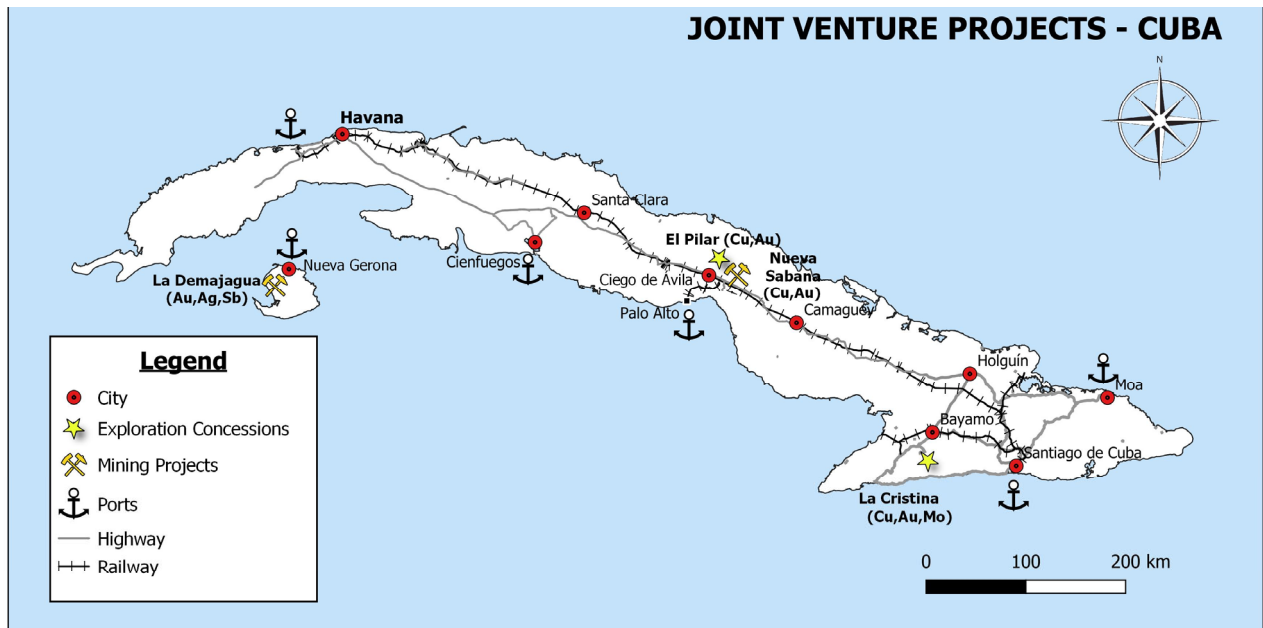 JOINT VENTURE PROJECTS - CUBA
N
Havana
Santa Clara
El Pilar (Cu,Au)
Nueva
Sabana
(Cu,Au)
Cienfuegos
Nueva Gerona
La Demajagua
(Au,Ag,Sb)
Ciego de Ávila
Palo Alto
Camaguey
Holguín
Moa
Bayamo
Santiago de Cuba
La Cristina
(Cu,Au,Mo)
Legend
City
Exploration Concessions
Mining Projects
Ports
Highway
Railway
0 100 200 km